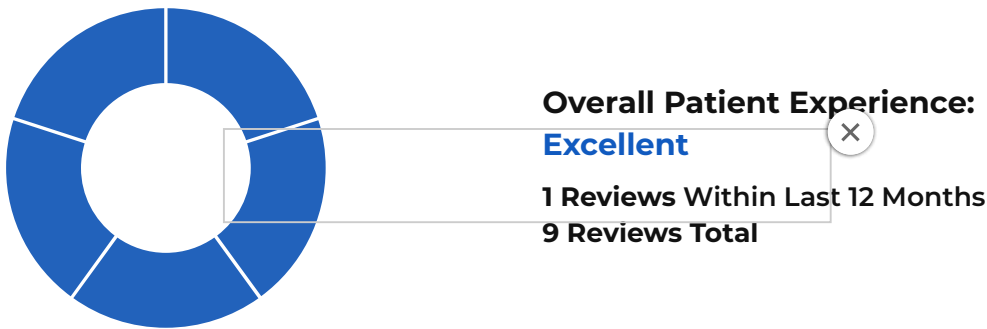 Overall Patient Experience:
Excellent
1 Reviews Within Last 12 Months
9 Reviews Total